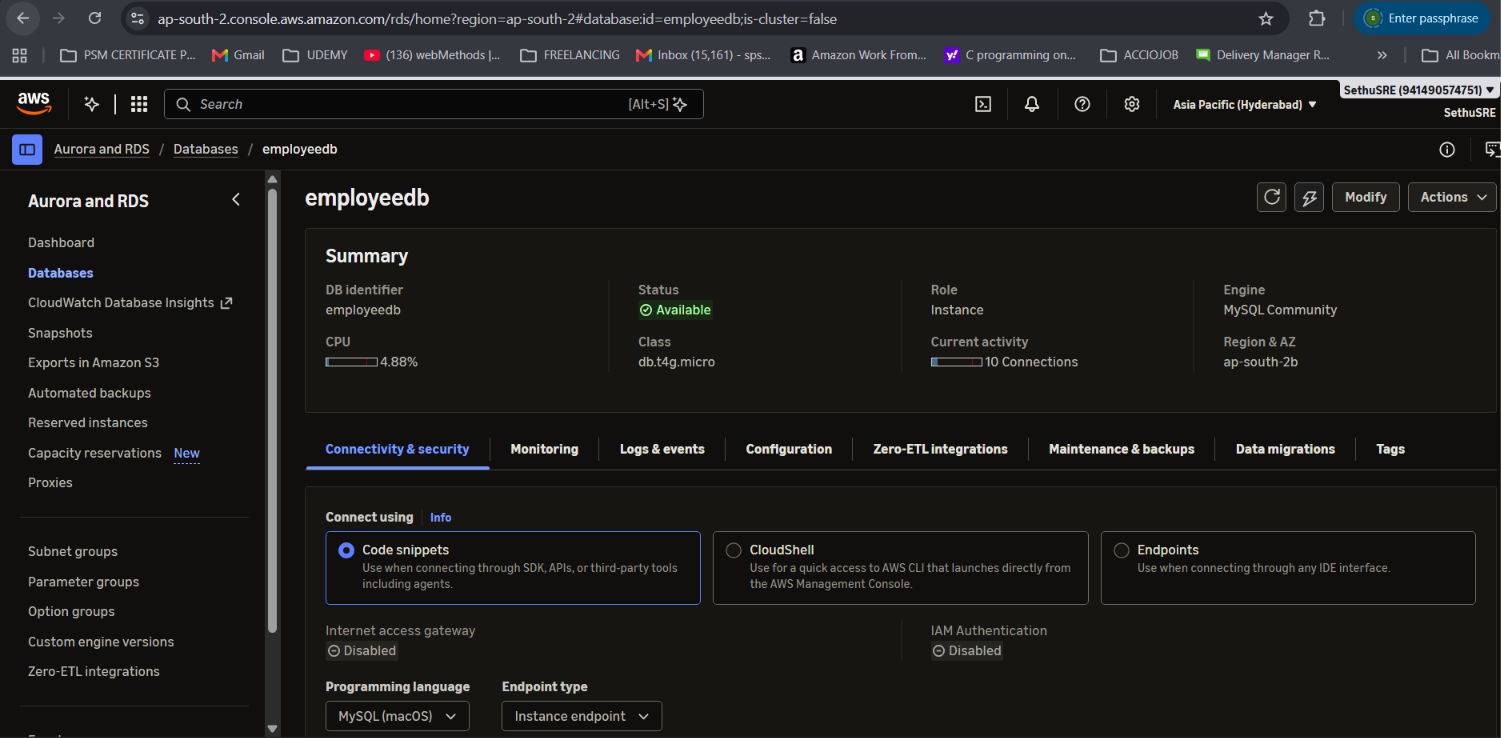 ap-south-2.console.aws.amazon.com/rds/home?region=ap-south-2#database:id=employeedb;is-cluster=false
Enter passphrase
PSM CERTIFICATE P...
Gmail
UDEMY
(136) webMethods |...
FREELANCING
Inbox (15,161) - sps...
Amazon Work From...
C programming on...
ACCIOJOB
Delivery Manager R...
»
All Bookm
aws
Search
[Alt+S]
Asia Pacific (Hyderabad)
SethuSRE (941490574751)
SethuSRE
Aurora and RDS / Databases / employeedb
Aurora and RDS
Dashboard
Databases
CloudWatch Database Insights
Snapshots
Exports in Amazon S3
Automated backups
Reserved instances
Capacity reservations New
Proxies
Subnet groups
Parameter groups
Option groups
Custom engine versions
Zero-ETL integrations
employeedb
Modify
Actions
Summary
DB identifier
employeedb
Status
Available
Role
Instance
Engine
MySQL Community
CPU
4.88%
Class
db.t4g.micro
Current activity
10 Connections
Region & AZ
ap-south-2b
Connectivity & security
Monitoring
Logs & events
Configuration
Zero-ETL integrations
Maintenance & backups
Data migrations
Tags
Connect using
Info
Code snippets
Use when connecting through SDK, APIs, or third-party tools
including agents.
CloudShell
Use for a quick access to AWS CLI that launches directly from
the AWS Management Console.
Endpoints
Use when connecting through any IDE interface.
Internet access gateway
Disabled
IAM Authentication
Disabled
Programming language
MySQL (macOS)
Endpoint type
Instance endpoint